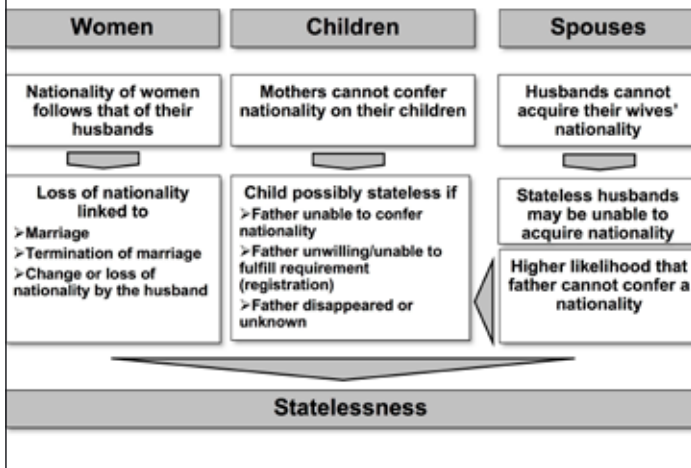 Women
Children
Spouses
Nationality of women
follows that of their
husbands
Mothers cannot confer
nationality on their children
Husbands cannot
acquire their wives'
nationality
Loss of nationality
linked to
➢Marriage
➢Termination of marriage
➢Change or loss of
nationality by the husband
Child possibly stateless if
➢Father unable to confer
nationality
➢Father unwilling/unable to
fulfill requirement
(registration)
➢Father disappeared or
unknown
Stateless husbands
may be unable to
acquire nationality
Higher likelihood that
father cannot confer a
nationality
Statelessness